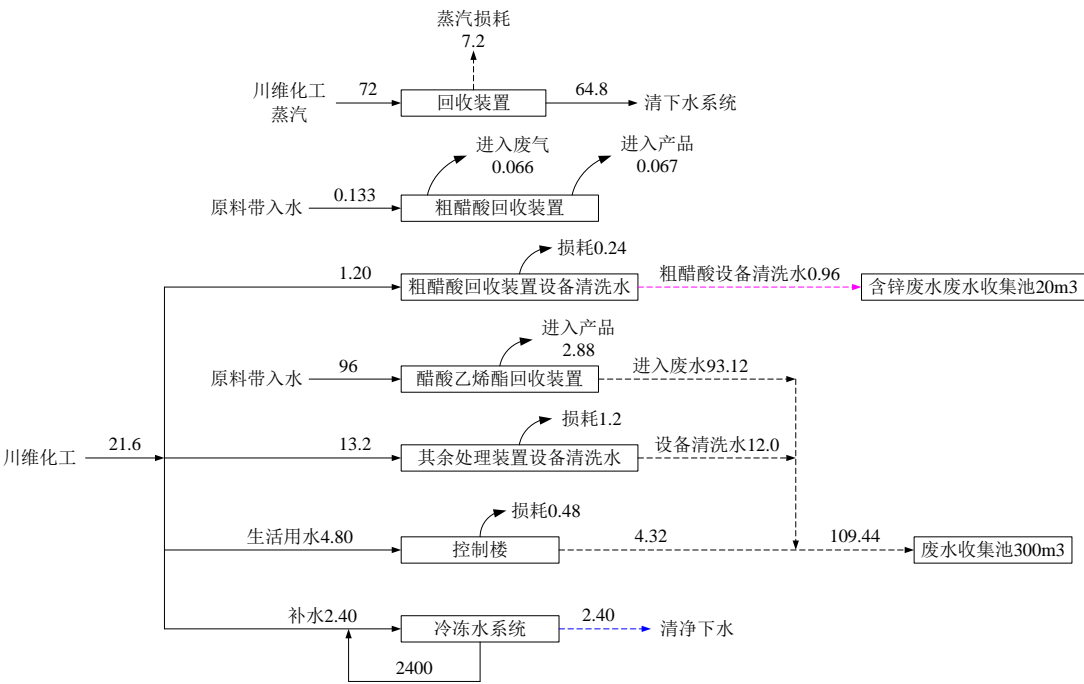 蒸汽损耗
7.2
川维化工
蒸汽
72
回收装置
64.8
清下水系统
进入废气
0.066
进入产品
0.067
原料带入水
0.133
粗醋酸回收装置
损耗0.24
1.20
粗醋酸回收装置设备清洗水
粗醋酸设备清洗水0.96
含锌废水废水收集池20m3
进入产品
2.88
原料带入水
96
醋酸乙烯酯回收装置
进入废水93.12
损耗1.2
川维化工
21.6
13.2
其余处理装置设备清洗水
设备清洗水12.0
损耗0.48
生活用水4.80
控制楼
4.32
109.44
废水收集池300m3
补水2.40
冷冻水系统
2.40
清净下水
2400